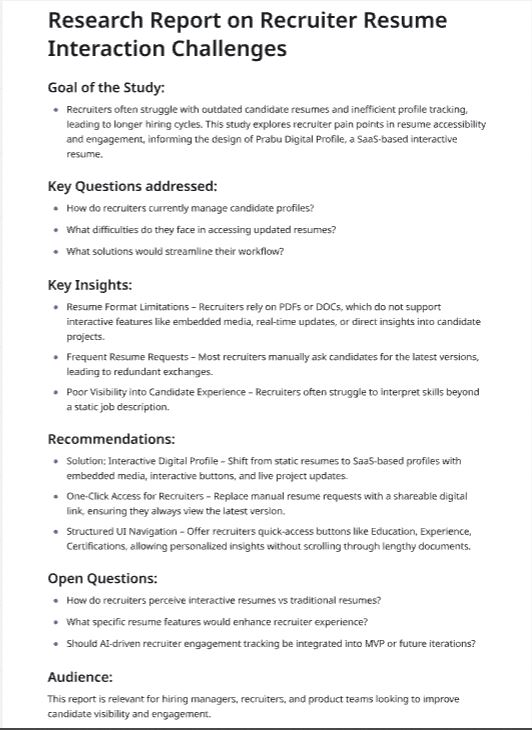 Research Report on Recruiter Resume
Interaction Challenges
Goal of the Study:
• Recruiters often struggle with outdated candidate resumes and inefficient profile tracking,
leading to longer hiring cycles. This study explores recruiter pain points in resume accessibility
and engagement, informing the design of Prabu Digital Profile, a SaaS-based interactive
resume.
Key Questions addressed:
• How do recruiters currently manage candidate profiles?
• What difficulties do they face in accessing updated resumes?
• What solutions would streamline their workflow?
Key Insights:
• Resume Format Limitations – Recruiters rely on PDFs or DOCs, which do not support
interactive features like embedded media, real-time updates, or direct insights into candidate
projects.
• Frequent Resume Requests – Most recruiters manually ask candidates for the latest versions,
leading to redundant exchanges.
• Poor Visibility into Candidate Experience – Recruiters often struggle to interpret skills beyond
a static job description.
Recommendations:
• Solution: Interactive Digital Profile – Shift from static resumes to SaaS-based profiles with
embedded media, interactive buttons, and live project updates.
• One-Click Access for Recruiters – Replace manual resume requests with a shareable digital
link, ensuring they always view the latest version.
• Structured UI Navigation – Offer recruiters quick-access buttons like Education, Experience,
Certifications, allowing personalized insights without scrolling through lengthy documents.
Open Questions:
• How do recruiters perceive interactive resumes vs traditional resumes?
• What specific resume features would enhance recruiter experience?
• Should AI-driven recruiter engagement tracking be integrated into MVP or future iterations?
Audience:
This report is relevant for hiring managers, recruiters, and product teams looking to improve
candidate visibility and engagement.